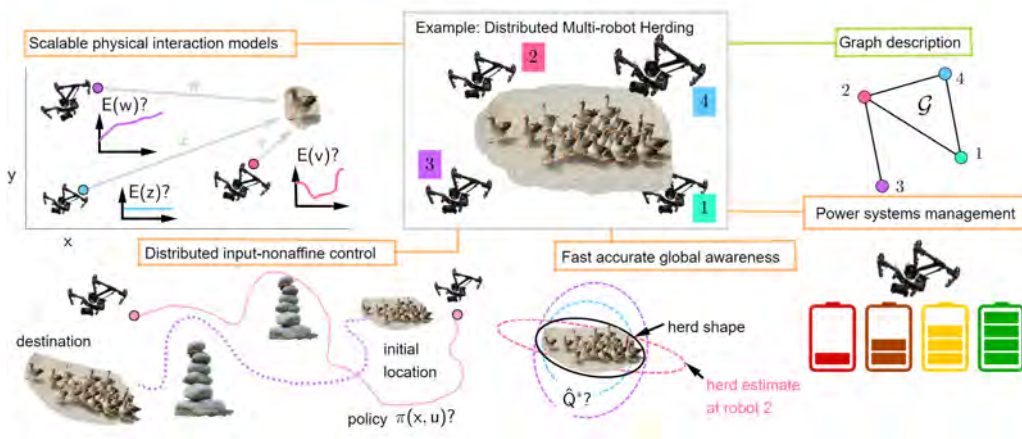 Scalable physical interaction models
Example: Distributed Multi-robot Herding
Graph description
2
4
3
1
E(w)?
w
z
v
E(z)?
E(v)?
y
x
2
4
1
3
𝒢
Power systems management
Distributed input-nonaffine control
Fast accurate global awareness
destination
initial
location
policy π(x, u)?
herd shape
Q̂*?
herd estimate
at robot 2